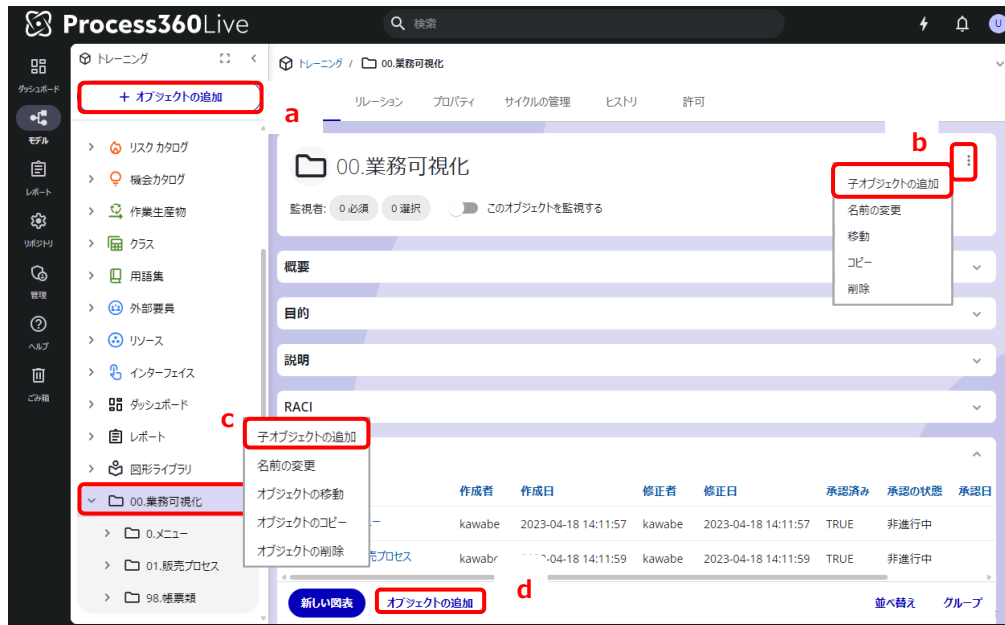 Process360Live
検索
U
ダッシュボード
モデル
レポート
リポジトリ
管理
ヘルプ
ごみ箱
トレーニング
+ オブジェクトの追加
a
リスク カタログ
機会カタログ
作業生産物
クラス
用語集
外部要員
リソース
インターフェイス
ダッシュボード
レポート
図形ライブラリ
00.業務可視化
0.メニュー
01.販売プロセス
98.帳票類
c
子オブジェクトの追加
名前の変更
オブジェクトの移動
オブジェクトのコピー
オブジェクトの削除
トレーニング / 00.業務可視化
リレーション プロパティ サイクルの管理 ヒストリ 許可
b
00.業務可視化
監視者: 0 必須 0 選択 このオブジェクトを監視する
子オブジェクトの追加
名前の変更
移動
コピー
削除
概要
目的
説明
RACI
作成者 作成日 修正者 修正日 承認済み 承認の状態 承認日
kawabe 2023-04-18 14:11:57 kawabe 2023-04-18 14:11:57 TRUE 非進行中
売プロセス -04-18 14:11:59 kawabe 2023-04-18 14:11:59 TRUE 非進行中
新しい図表 オブジェクトの追加 d 並べ替え グループ